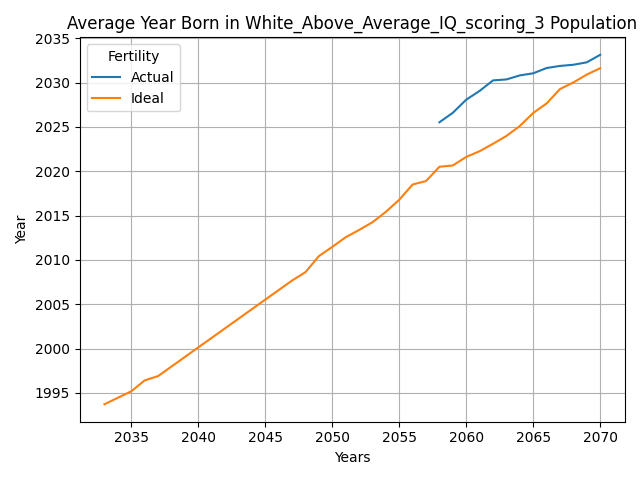 Average Year Born in White_Above_Average_IQ_scoring_3 Population
Fertility
Actual
Ideal
Year
2035
2030
2025
2020
2015
2010
2005
2000
1995
2035 2040 2045 2050 2055 2060 2065 2070
Years